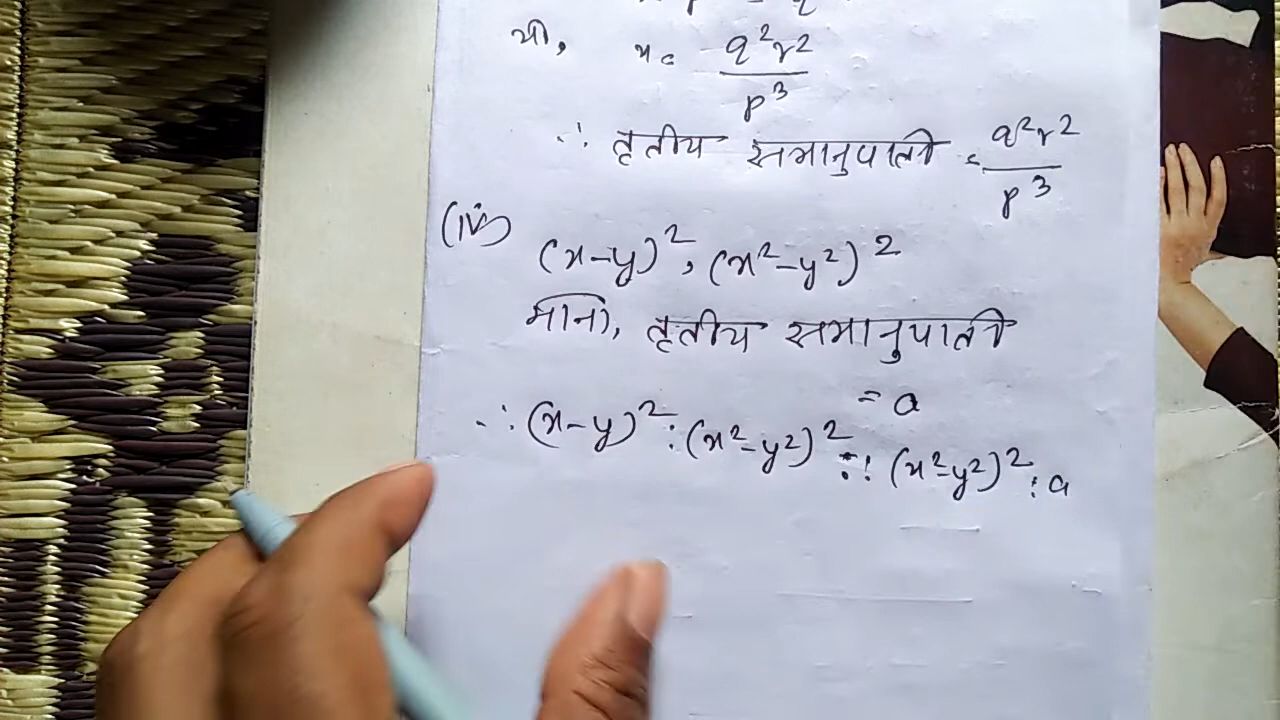 या, x = q²r²/p³
∴ तृतीय समानुपाती = q²r²/p³
(iv) (x-y)², (x²-y²)²
माना, तृतीय समानुपाती
= a
∴ (x-y)² : (x²-y²)² :: (x²-y²)² : a